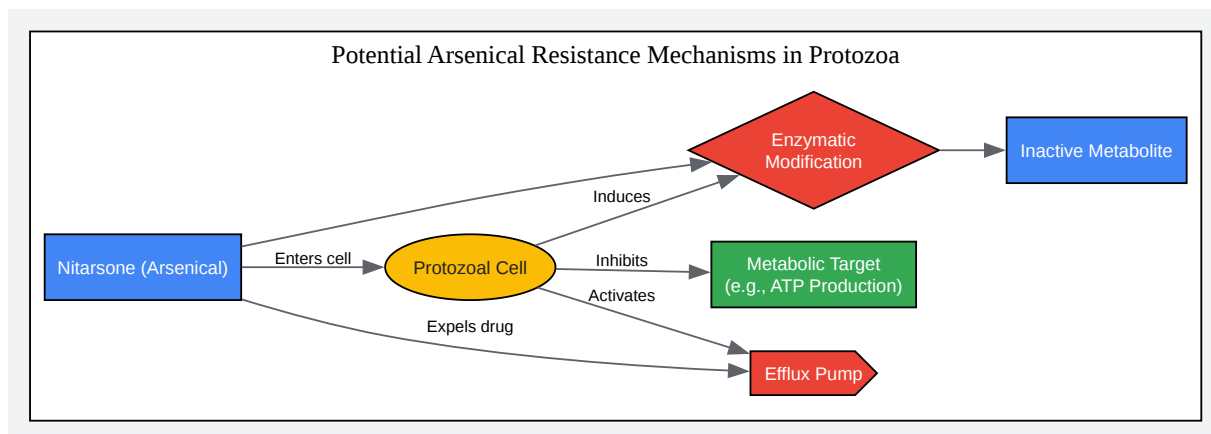 Potential Arsenical Resistance Mechanisms in Protozoa
Enzymatic
Modification
Inactive Metabolite
Induces
Nitarsone (Arsenical)
Enters cell
Protozoal Cell
Inhibits
Metabolic Target
(e.g., ATP Production)
Activates
Expels drug
Efflux Pump